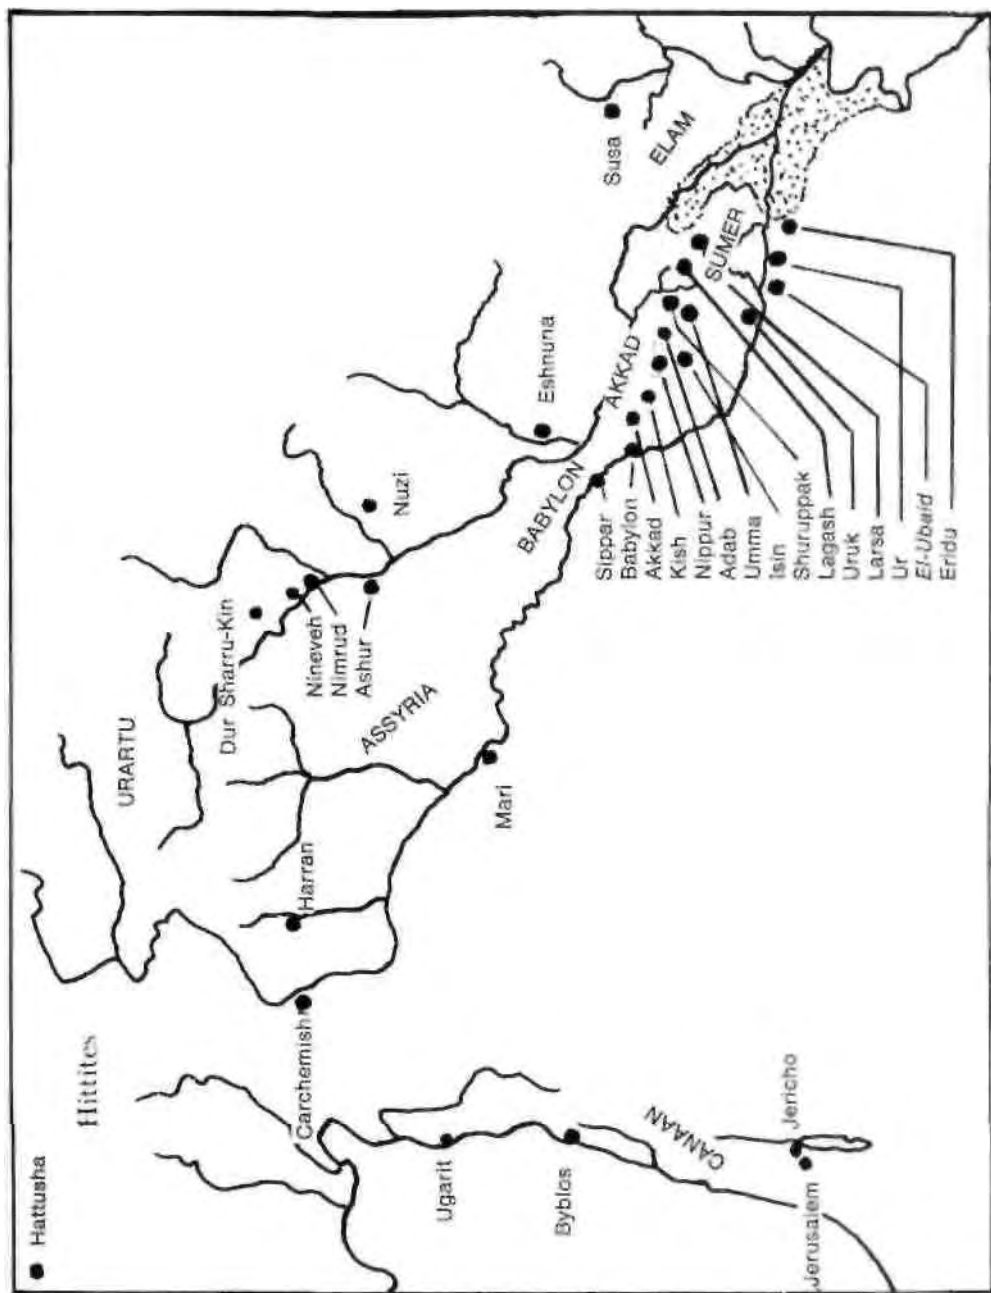 Hattusha
Hittites
URARTU
Dur Sharru-Kin
Carchemish
Harran
Nineveh
Nimrud
Ashur
Nuzi
ASSYRIA
Ugarit
Mari
Eshnuna
BABYLON
Byblos
AKKAD
Susa
ELAM
CANAAN
SUMER
Jerusalem
Jericho
Sippar
Babylon
Akkad
Kish
Nippur
Adab
Umma
Isin
Shuruppak
Lagash
Uruk
Larsa
Ur
El-Ubaid
Eridu